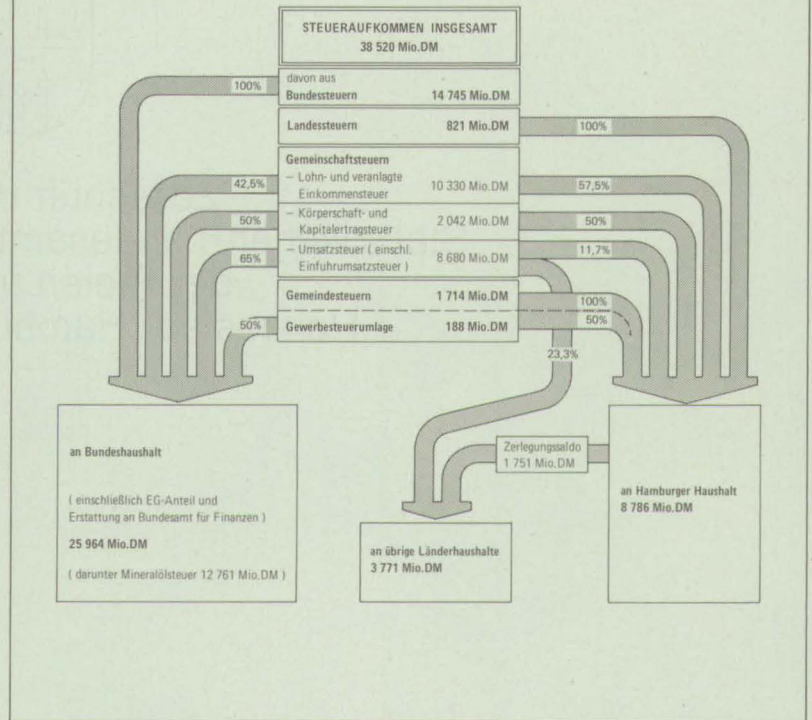 STEUERAUFKOMMEN INSGESAMT
38 520 Mio.DM
davon aus
Bundessteuern 14 745 Mio.DM
100%
Landessteuern 821 Mio.DM
100%
Gemeinschaftsteuern
– Lohn- und veranlagte
Einkommensteuer 10 330 Mio.DM
42,5%
57,5%
– Körperschaft- und
Kapitalertragsteuer 2 042 Mio.DM
50%
50%
– Umsatzsteuer ( einschl.
Einfuhrumsatzsteuer ) 8 680 Mio.DM
65%
11,7%
Gemeindesteuern 1 714 Mio.DM
100%
Gewerbesteuerumlage 188 Mio.DM
50%
50%
23,3%
an Bundeshaushalt
( einschließlich EG-Anteil und
Erstattung an Bundesamt für Finanzen )
25 964 Mio.DM
( darunter Mineralölsteuer 12 761 Mio.DM )
Zerlegungssaldo
1 751 Mio.DM
an übrige Länderhaushalte
3 771 Mio.DM
an Hamburger Haushalt
8 786 Mio.DM